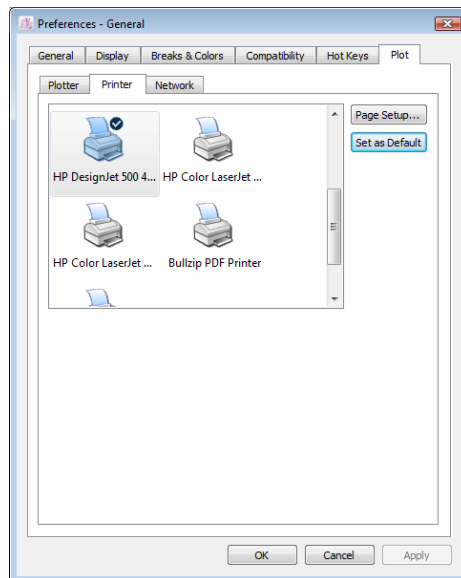 Preferences - General
General Display Breaks & Colors Compatibility Hot Keys Plot
Plotter Printer Network
Page Setup...
Set as Default
HP DesignJet 500 4... HP Color LaserJet ...
HP Color LaserJet ... Bullzip PDF Printer
OK Cancel Apply